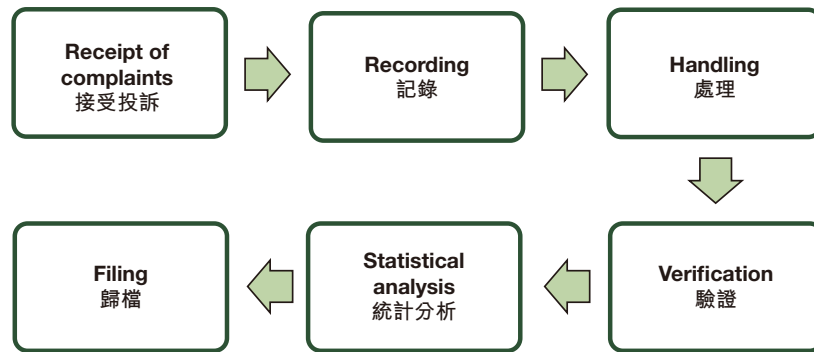 Receipt of
complaints
接受投訴
Recording
記錄
Handling
處理
Verification
驗證
Statistical
analysis
統計分析
Filing
歸檔